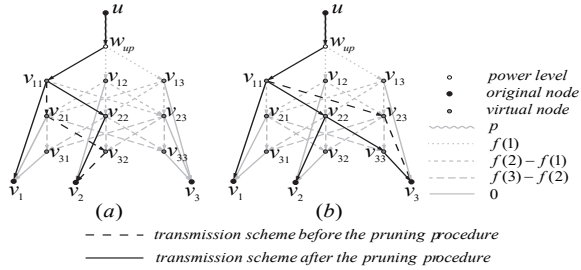 u u
w_up w_up
v_11 v_12 v_13 v_11 v_12 v_13
v_21 v_22 v_23 v_21 v_22 v_23
v_31 v_32 v_33 v_31 v_32 v_33
v_1 v_2 v_3 v_1 v_2 v_3
(a) (b)
power level
original node
virtual node
p
f(1)
f(2) − f(1)
f(3) − f(2)
0
transmission scheme before the pruning procedure
transmission scheme after the pruning procedure